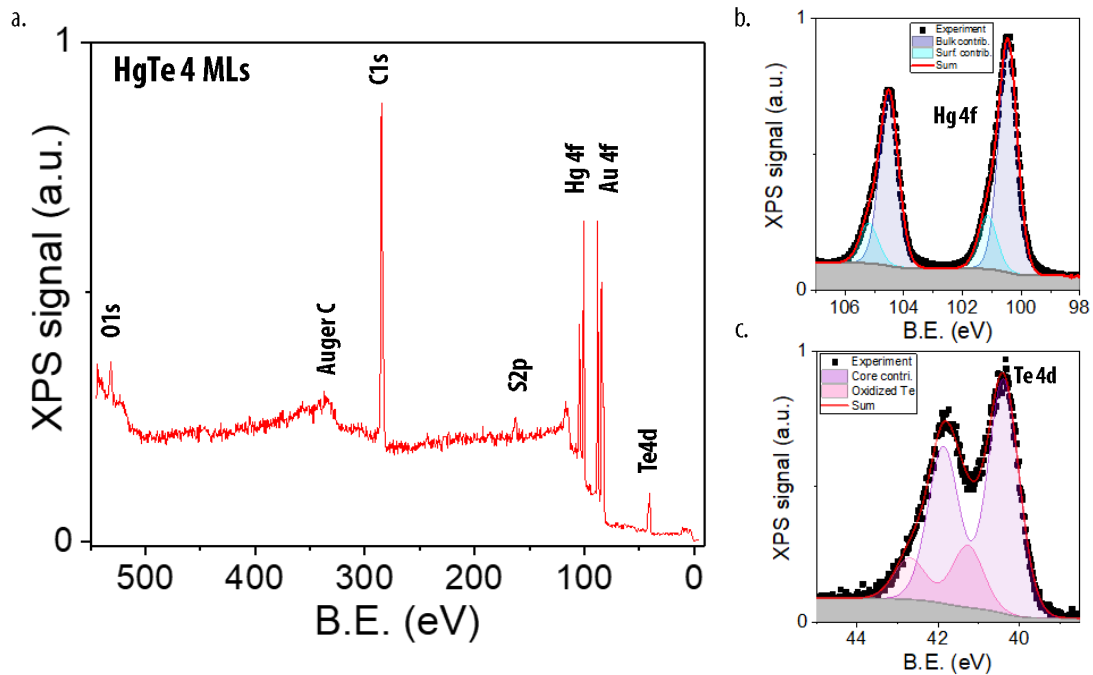 a.
HgTe 4 MLs
C1s
Hg 4f
Au 4f
O1s
Auger C
S2p
Te4d
XPS signal (a.u.)
1
0
500
400
300
200
100
0
B.E. (eV)
b.
Experiment
Bulk contrib.
Surf. contrib.
Sum
Hg 4f
XPS signal (a.u.)
1
0
106
104
102
100
98
B.E. (eV)
c.
Experiment
Core contri.
Oxidized Te
Sum
Te 4d
XPS signal (a.u.)
1
0
44
42
40
B.E. (eV)